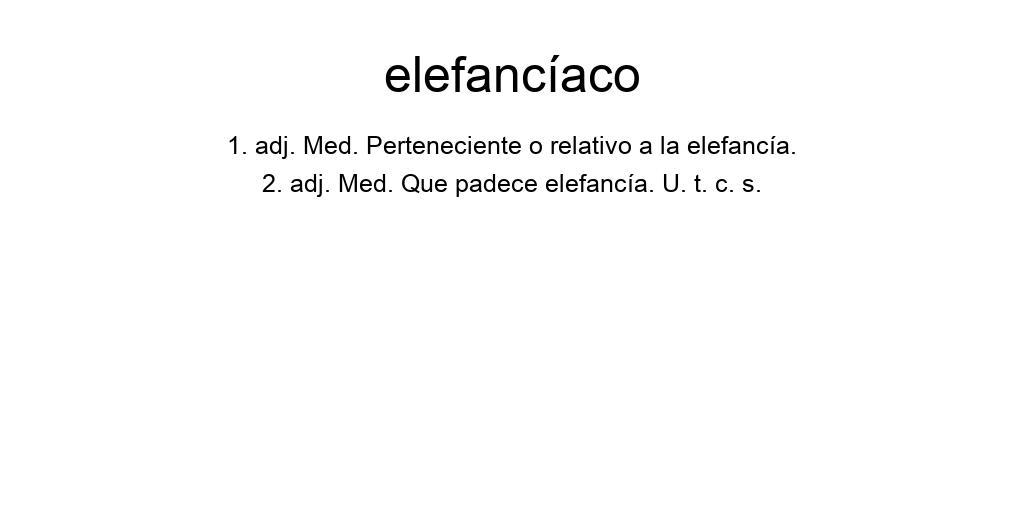 elefancíaco
1. adj. Med. Perteneciente o relativo a la elefancía.
2. adj. Med. Que padece elefancía. U. t. c. s.